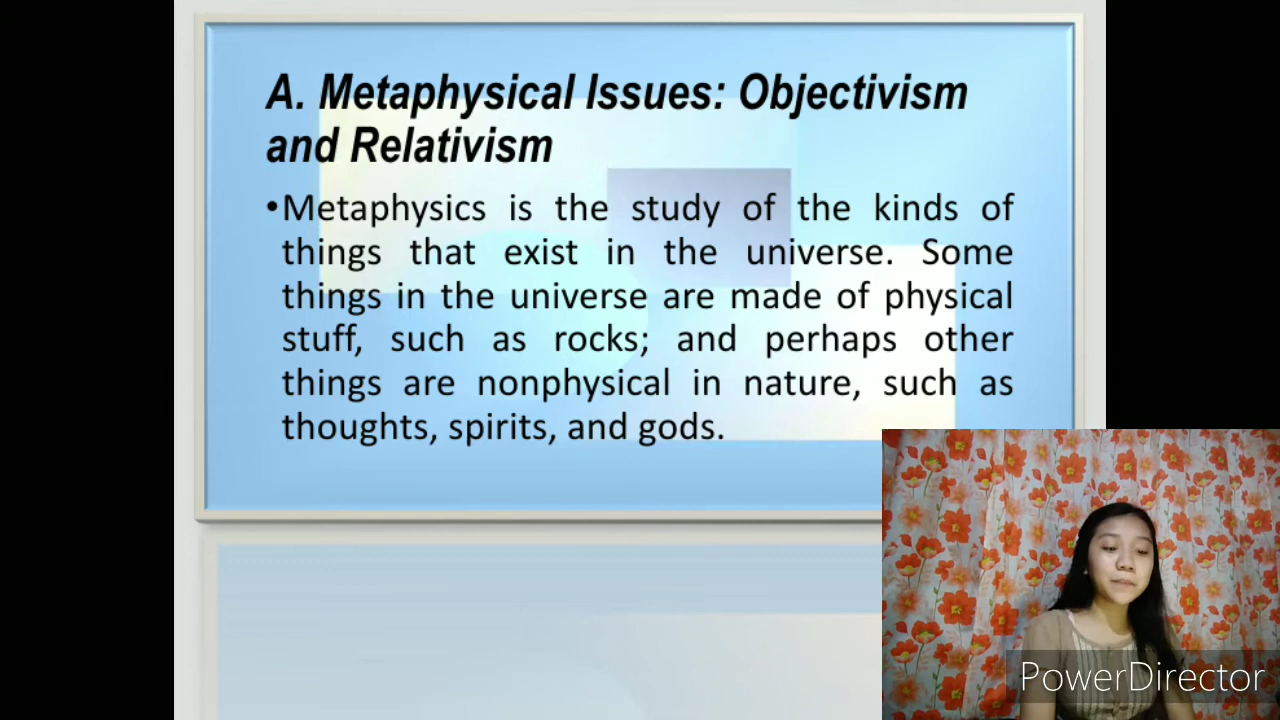 A. Metaphysical Issues: Objectivism
and Relativism
•Metaphysics is the study of the kinds of
things that exist in the universe. Some
things in the universe are made of physical
stuff, such as rocks; and perhaps other
things are nonphysical in nature, such as
thoughts, spirits, and gods.
PowerDirector